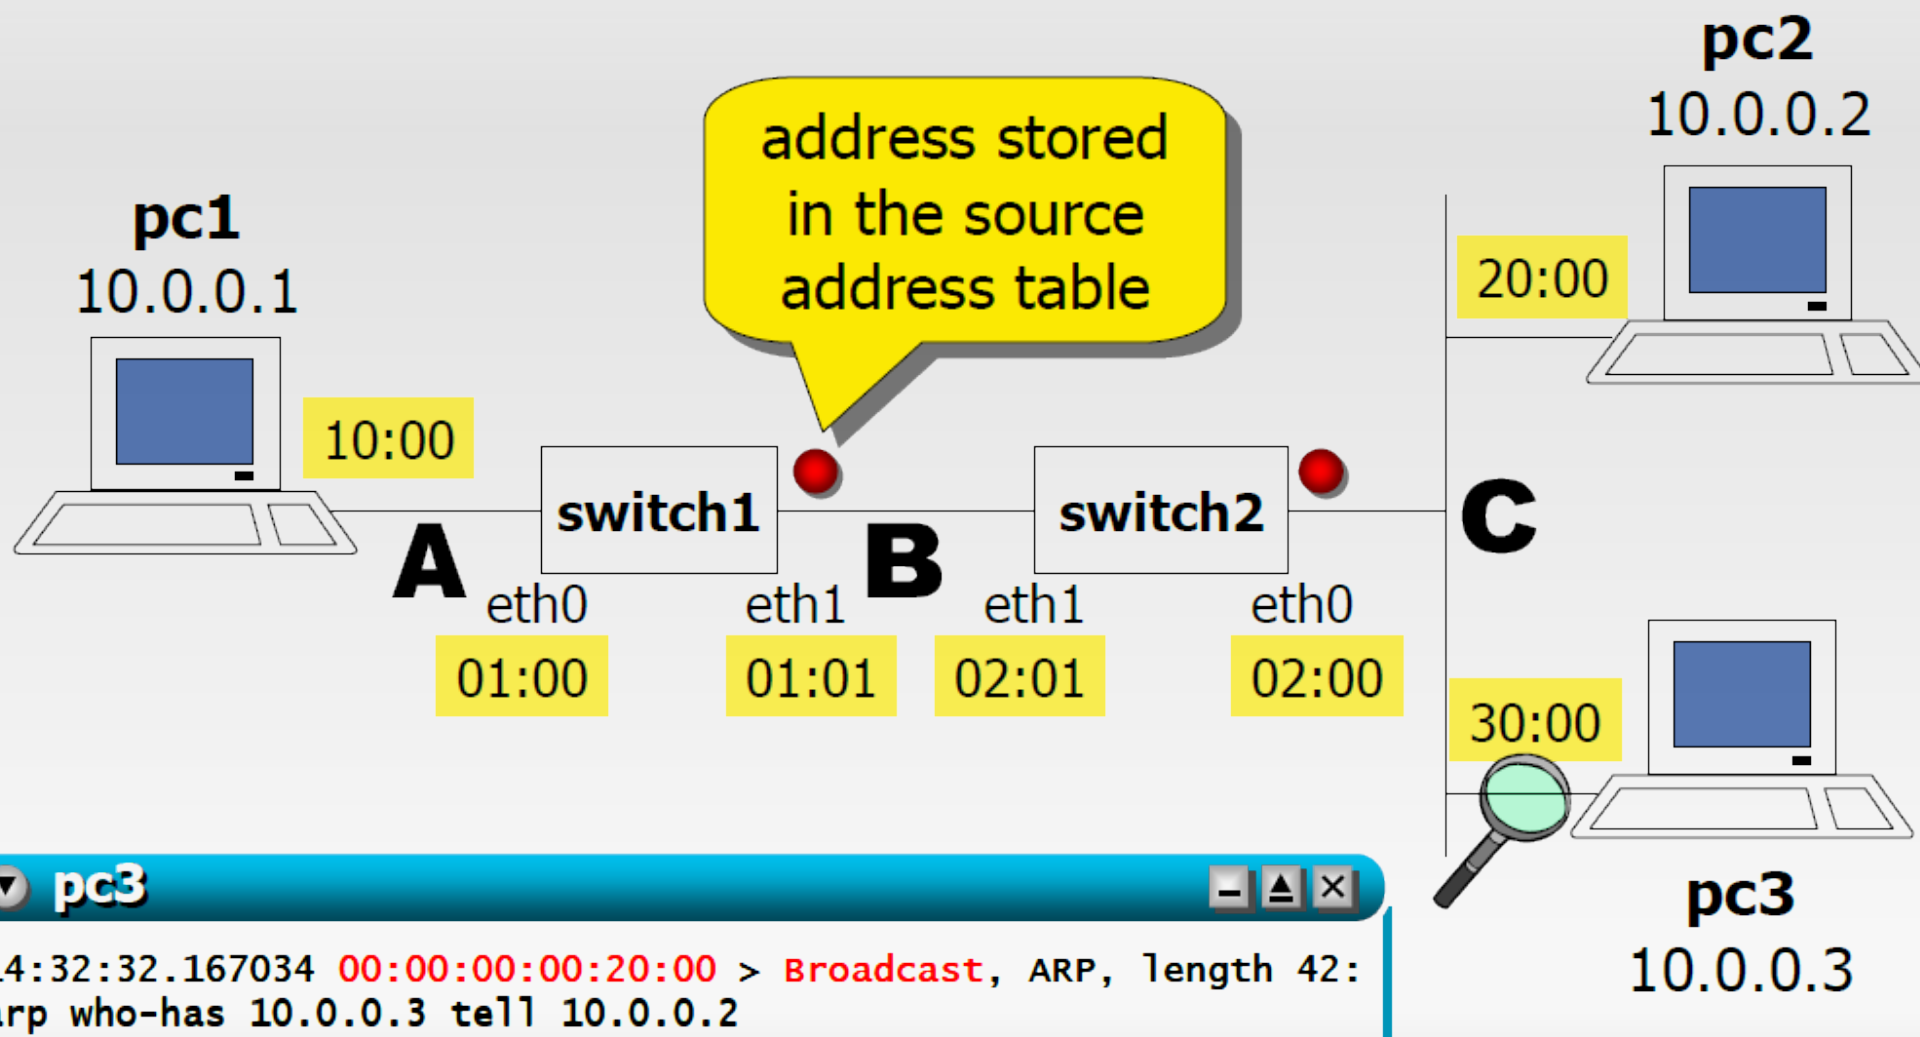 pc2
10.0.0.2
address stored
in the source
address table
pc1
10.0.0.1
20:00
10:00
switch1
switch2
A
B
C
eth0
eth1
eth1
eth0
01:00
01:01
02:01
02:00
30:00
pc3
10.0.0.3
pc3
4:32:32.167034 00:00:00:00:20:00 > Broadcast, ARP, length 42:
arp who-has 10.0.0.3 tell 10.0.0.2